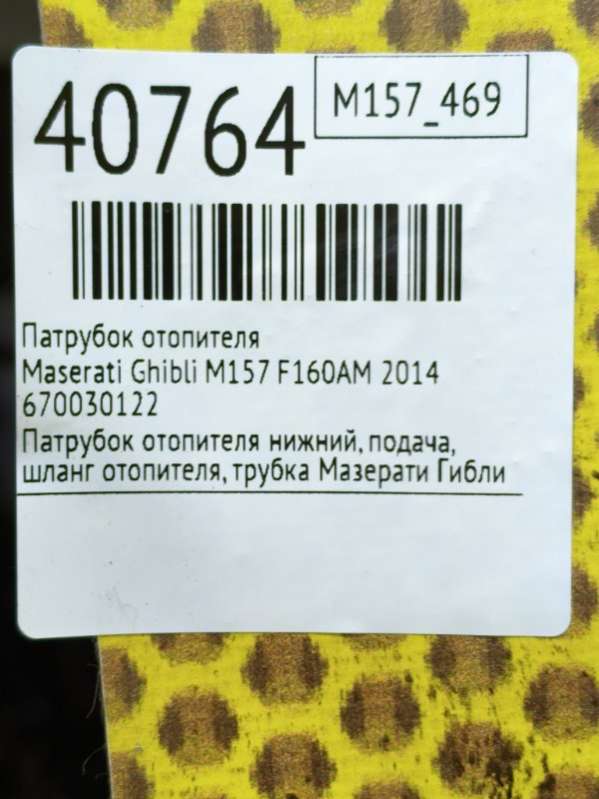 40764
M157_469
Патрубок отопителя
Maserati Ghibli M157 F160AM 2014
670030122
Патрубок отопителя нижний, подача,
шланг отопителя, трубка Мазерати Гибли